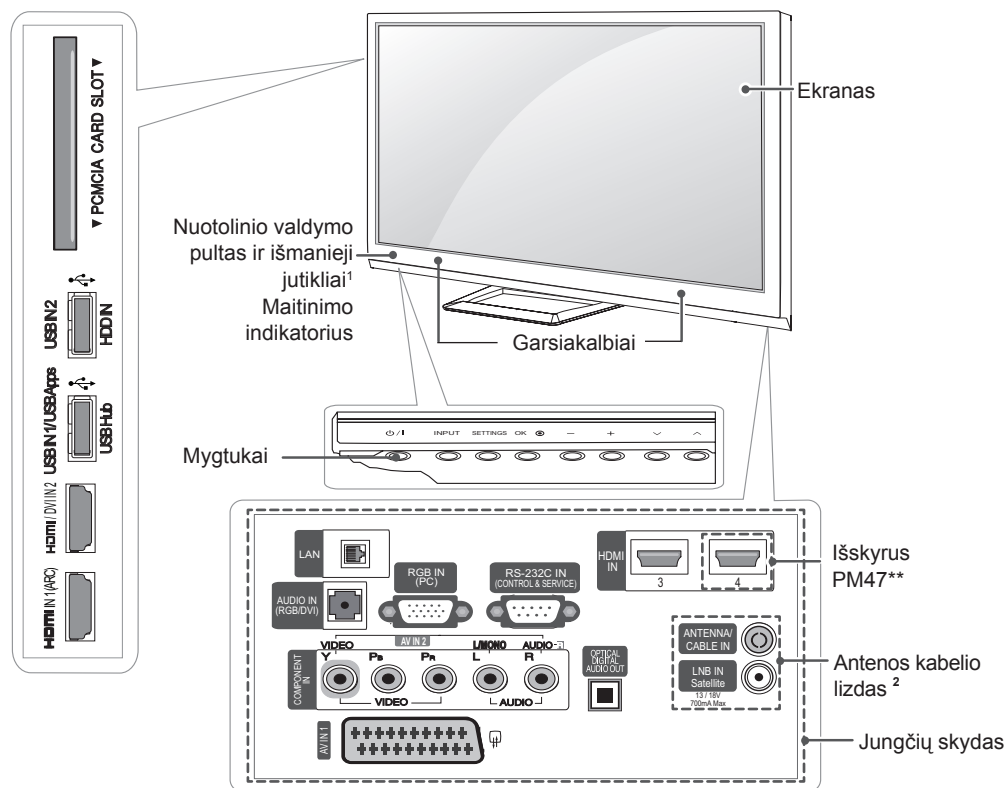 ▼ PCMCIA CARD SLOT ▼
USB IN 2
HDD IN
USB IN 1/USB Apps
USB Hub
HDMI / DVI IN 2
HDMI IN 1 (ARC)
Ekranas
Nuotolinio valdymo
pultas ir išmanieji
jutikliai¹
Maitinimo
indikatorius
Garsiakalbiai
Mygtukai
INPUT SETTINGS OK − +
LAN
AUDIO IN
(RGB/DVI)
RGB IN
(PC)
RS-232C IN
(CONTROL & SERVICE)
HDMI
IN
3
4
Išskyrus
PM47**
AV IN 2
VIDEO
L/MONO
AUDIO
COMPONENT
IN
Y PB PR L R
VIDEO
AUDIO
OPTICAL
DIGITAL
AUDIO OUT
ANTENNA/
CABLE IN
LNB IN
Satellite
13 / 18V
700mA Max
Antenos kabelio
lizdas ²
AV IN 1
Jungčių skydas